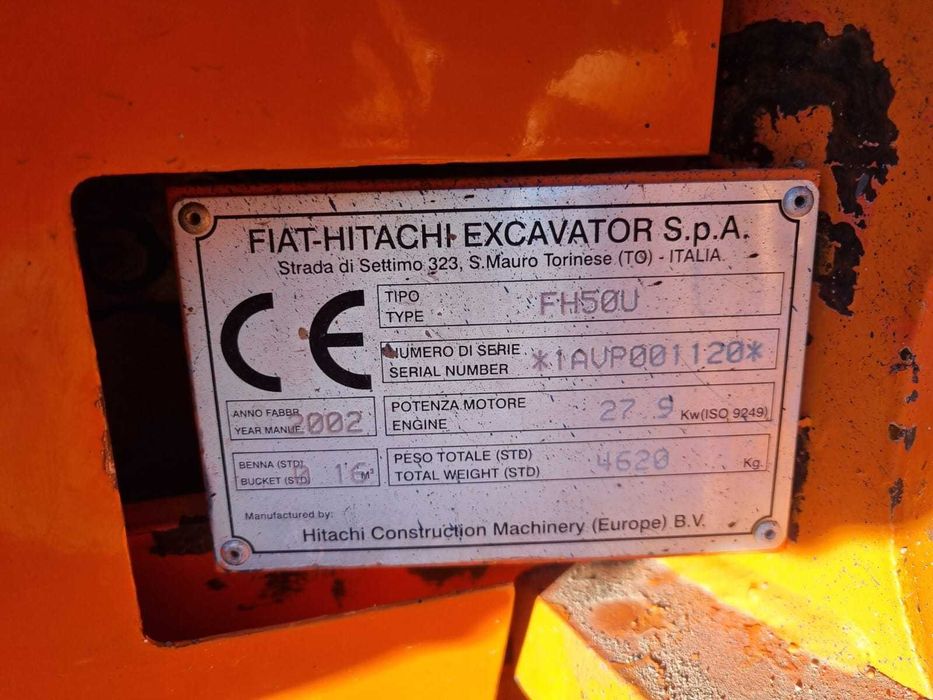 FIAT-HITACHI EXCAVATOR S.p.A.
Strada di Settimo 323, S.Mauro Torinese (TO) - ITALIA
CE
TIPO
TYPE FH50U
NUMERO DI SERIE
SERIAL NUMBER *1AVP001120*
ANNO FABBR.
YEAR MANUF. 2002
POTENZA MOTORE
ENGINE 27.9 Kw(ISO 9249)
BENNA (STD)
BUCKET (STD) 0.16 M³
PESO TOTALE (STD)
TOTAL WEIGHT (STD) 4620 Kg.
Manufactured by:
Hitachi Construction Machinery (Europe) B.V.